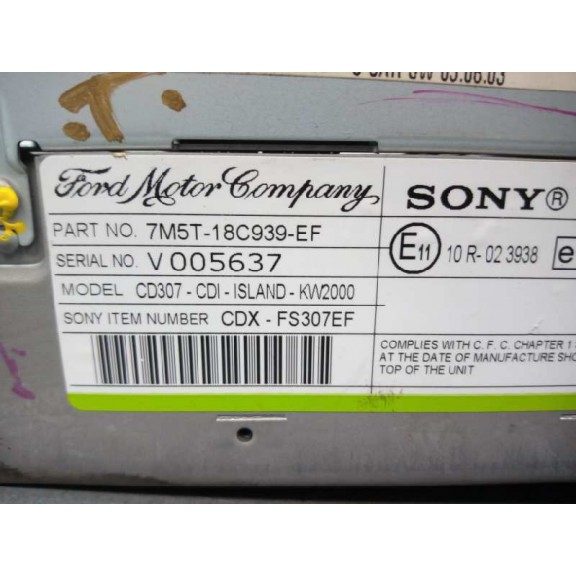 Ford Motor Company SONY®
PART NO. 7M5T-18C939-EF
SERIAL NO. V005637
E11 10 R- 02 3938 e
MODEL CD307 - CDI - ISLAND - KW2000
SONY ITEM NUMBER CDX - FS307EF
COMPLIES WITH C. F. C. CHAPTER 1
AT THE DATE OF MANUFACTURE SHO
TOP OF THE UNIT